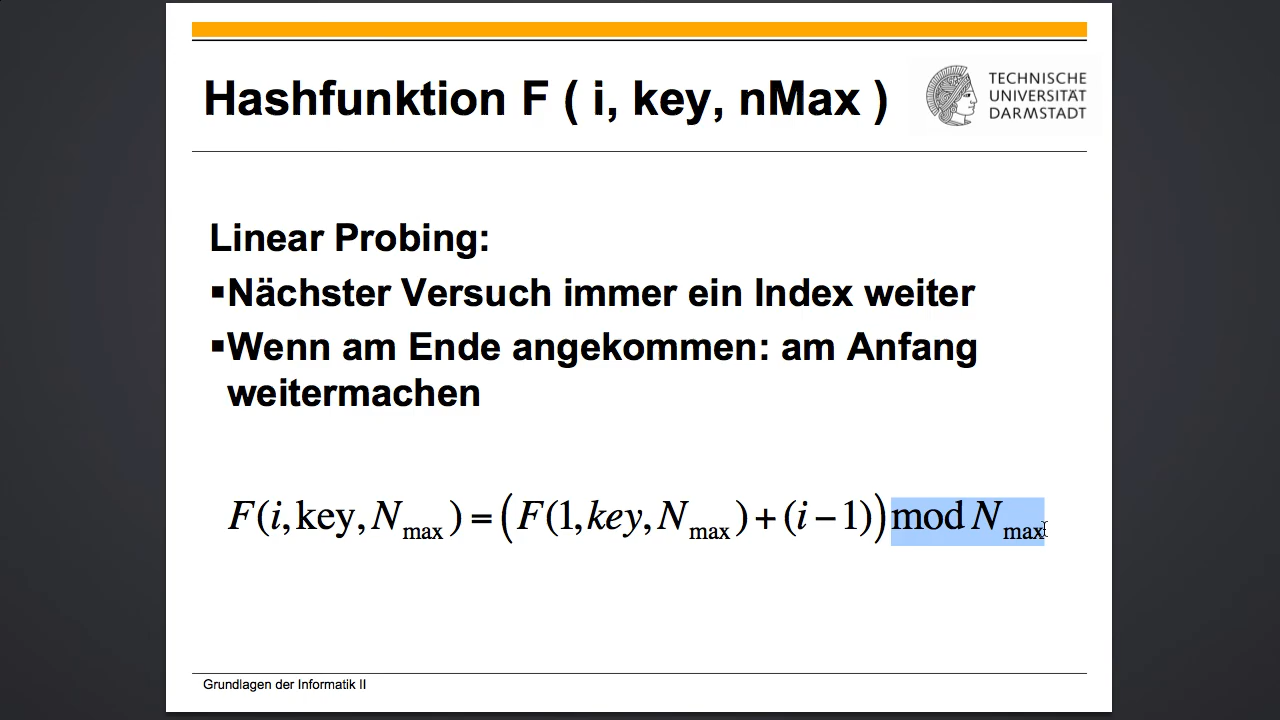 Hashfunktion F ( i, key, nMax )
TECHNISCHE
UNIVERSITÄT
DARMSTADT
Linear Probing:
▪Nächster Versuch immer ein Index weiter
▪Wenn am Ende angekommen: am Anfang
weitermachen
F(i,key,N_max) = (F(1,key,N_max)+(i−1)) mod N_max
Grundlagen der Informatik II